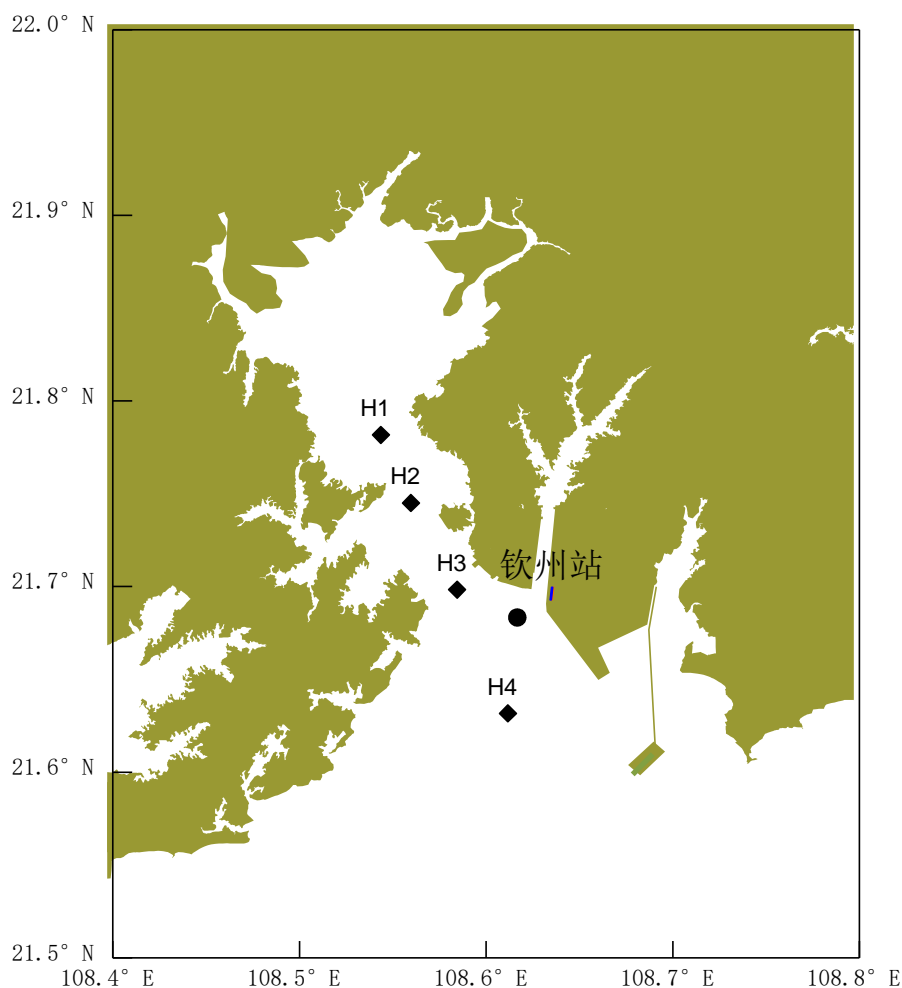 22.0° N
21.9° N
21.8° N
H1
H2
H3
钦州站
21.7° N
H4
21.6° N
21.5° N
108.4° E 108.5° E 108.6° E 108.7° E 108.8° E